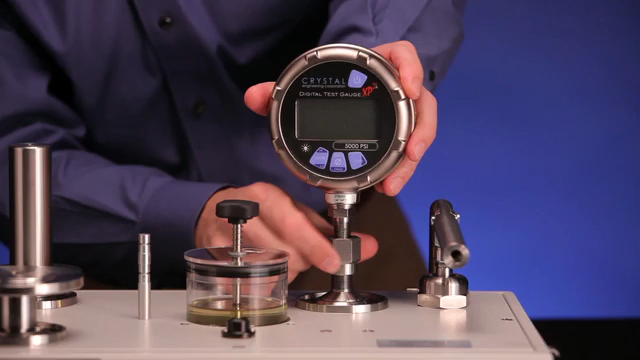 CRYSTAL
engineering corporation
DIGITAL TEST GAUGE XP2i
5000 PSI